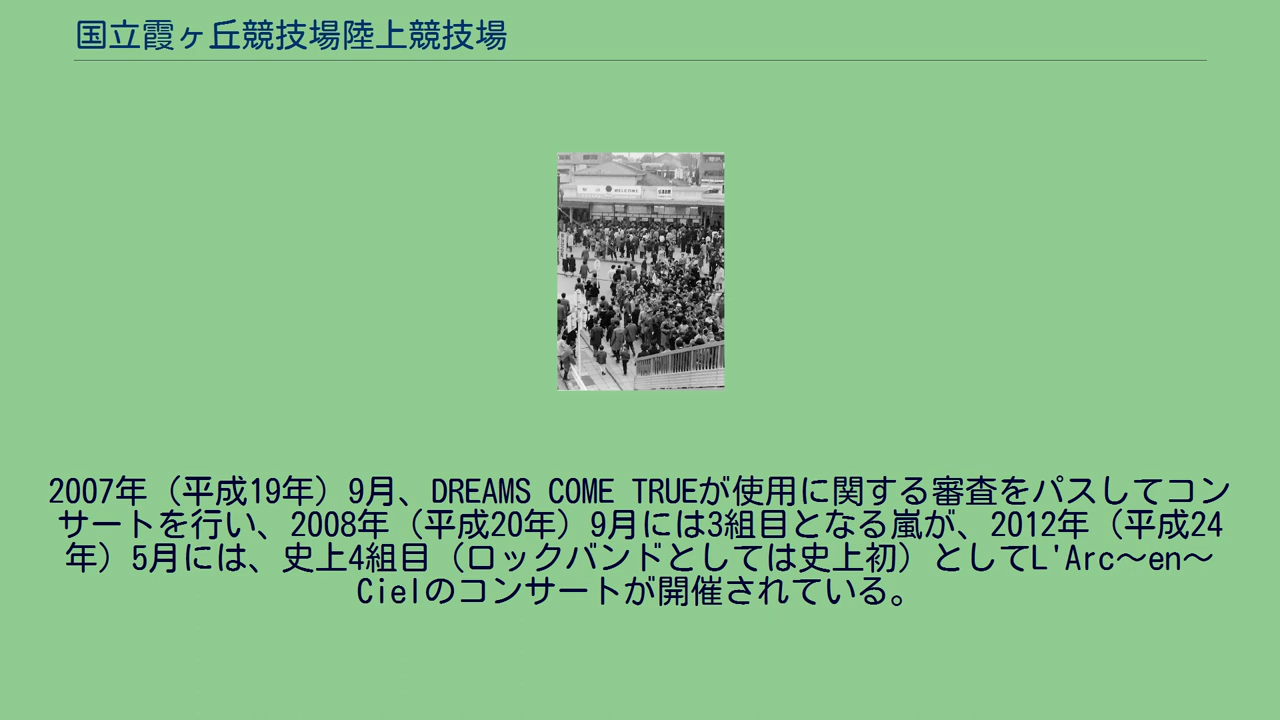 国立霞ヶ丘競技場陸上競技場
WELCOME
2007年（平成19年）9月、DREAMS COME TRUEが使用に関する審査をパスしてコン
サートを行い、2008年（平成20年）9月には3組目となる嵐が、2012年（平成24
年）5月には、史上4組目（ロックバンドとしては史上初）としてL'Arc〜en〜
Cielのコンサートが開催されている。